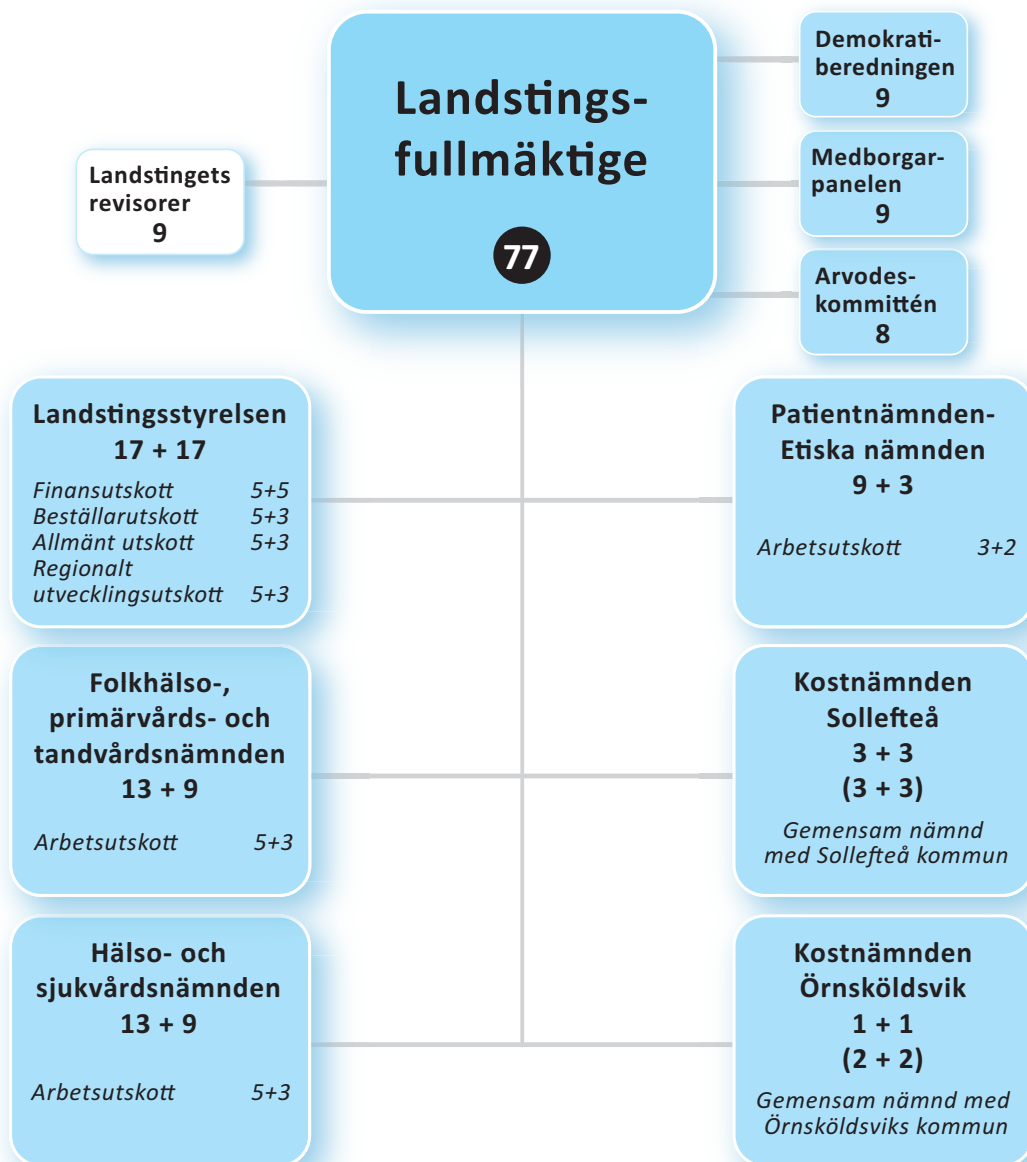 Landstings-
fullmäktige
77
Landstingets
revisorer
9
Demokrati-
beredningen
9
Medborgar-
panelen
9
Arvodes-
kommittén
8
Landstingsstyrelsen
17 + 17
Finansutskott 5+5
Beställarutskott 5+3
Allmänt utskott 5+3
Regionalt
utvecklingsutskott 5+3
Patientnämnden-
Etiska nämnden
9 + 3
Arbetsutskott 3+2
Folkhälso-,
primärvårds- och
tandvårdsnämnden
13 + 9
Arbetsutskott 5+3
Kostnämnden
Sollefteå
3 + 3
(3 + 3)
Gemensam nämnd
med Sollefteå kommun
Hälso- och
sjukvårdsnämnden
13 + 9
Arbetsutskott 5+3
Kostnämnden
Örnsköldsvik
1 + 1
(2 + 2)
Gemensam nämnd med
Örnsköldsviks kommun